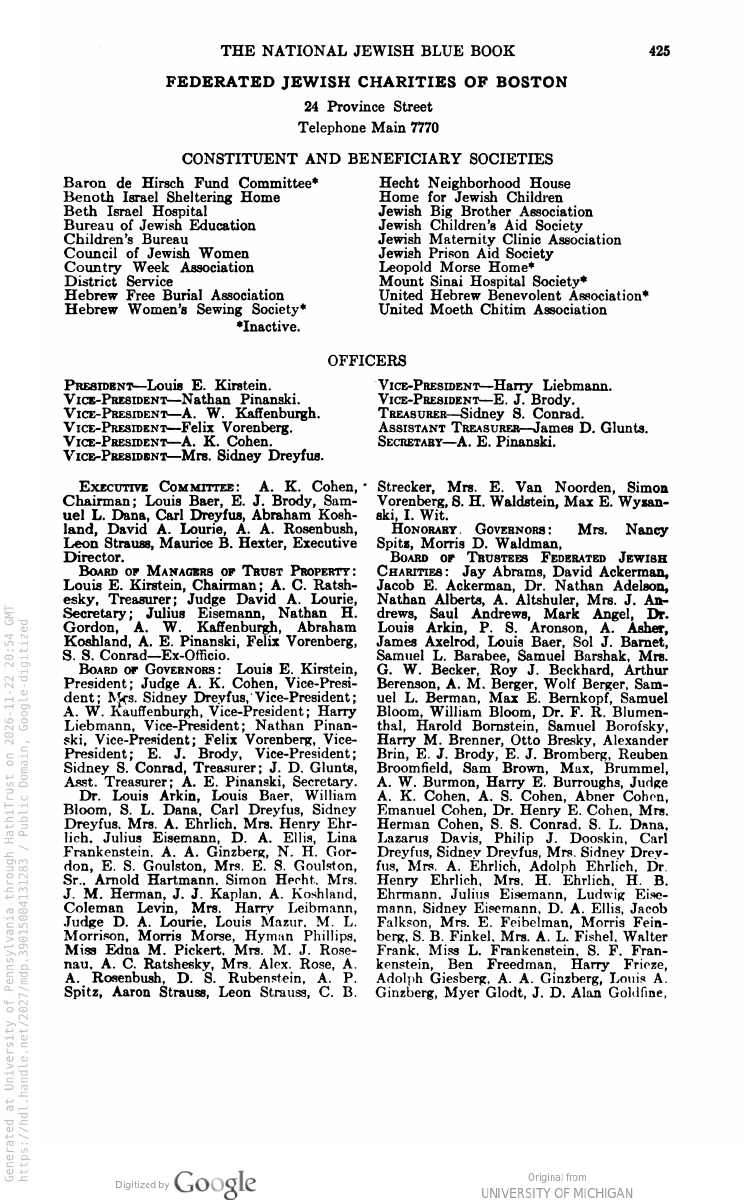 THE NATIONAL JEWISH BLUE BOOK 425
FEDERATED JEWISH CHARITIES OF BOSTON
24 Province Street
Telephone Main 7770
CONSTITUENT AND BENEFICIARY SOCIETIES
Baron de Hirsch Fund Committee*
Benoth Israel Sheltering Home
Beth Israel Hospital
Bureau of Jewish Education
Children's Bureau
Council of Jewish Women
Country Week Association
District Service
Hebrew Free Burial Association
Hebrew Women's Sewing Society*
Hecht Neighborhood House
Home for Jewish Children
Jewish Big Brother Association
Jewish Children's Aid Society
Jewish Maternity Clinic Association
Jewish Prison Aid Society
Leopold Morse Home*
Mount Sinai Hospital Society*
United Hebrew Benevolent Association*
United Moeth Chitim Association
*Inactive.
OFFICERS
PRESIDENT—Louis E. Kirstein.
VICE-PRESIDENT—Nathan Pinanski.
VICE-PRESIDENT—A. W. Kaffenburgh.
VICE-PRESIDENT—Felix Vorenberg.
VICE-PRESIDENT—A. K. Cohen.
VICE-PRESIDENT—Mrs. Sidney Dreyfus.
VICE-PRESIDENT—Harry Liebmann.
VICE-PRESIDENT—E. J. Brody.
TREASURER—Sidney S. Conrad.
ASSISTANT TREASURER—James D. Glunts.
SECRETARY—A. E. Pinanski.
EXECUTIVE COMMITTEE: A. K. Cohen,
Chairman; Louis Baer, E. J. Brody, Sam-
uel L. Dana, Carl Dreyfus, Abraham Kosh-
land, David A. Lourie, A. A. Rosenbush,
Leon Strauss, Maurice B. Hexter, Executive
Director.
BOARD OF MANAGERS OF TRUST PROPERTY:
Louis E. Kirstein, Chairman; A. C. Ratsh-
esky, Treasurer; Judge David A. Lourie,
Secretary; Julius Eisemann, Nathan H.
Gordon, A. W. Kaffenburgh, Abraham
Koshland, A. E. Pinanski, Felix Vorenberg,
S. S. Conrad—Ex-Officio.
BOARD OF GOVERNORS: Louis E. Kirstein,
President; Judge A. K. Cohen, Vice-Presi-
dent; Mrs. Sidney Dreyfus, Vice-President;
A. W. Kauffenburgh, Vice-President; Harry
Liebmann, Vice-President; Nathan Pinan-
ski, Vice-President; Felix Vorenberg, Vice-
President; E. J. Brody, Vice-President;
Sidney S. Conrad, Treasurer; J. D. Glunts,
Asst. Treasurer; A. E. Pinanski, Secretary.
Dr. Louis Arkin, Louis Baer, William
Bloom, S. L. Dana, Carl Dreyfus, Sidney
Dreyfus, Mrs. A. Ehrlich, Mrs. Henry Ehr-
lich, Julius Eisemann, D. A. Ellis, Lina
Frankenstein, A. A. Ginzberg, N. H. Gor-
don, E. S. Goulston, Mrs. E. S. Goulston,
Sr., Arnold Hartmann, Simon Hecht, Mrs.
J. M. Herman, J. J. Kaplan, A. Koshland,
Coleman Levin, Mrs. Harry Leibmann,
Judge D. A. Lourie, Louis Mazur, M. L.
Morrison, Morris Morse, Hyman Phillips,
Miss Edna M. Pickert, Mrs. M. J. Rose-
nau, A. C. Ratshesky, Mrs. Alex. Rose, A.
A. Rosenbush, D. S. Rubenstein, A. P.
Spitz, Aaron Strauss, Leon Strauss, C. B.
Strecker, Mrs. E. Van Noorden, Simon
Vorenberg, S. H. Waldstein, Max E. Wyzan-
ski, I. Wit.
HONORARY GOVERNORS: Mrs. Nancy
Spitz, Morris D. Waldman,
BOARD OF TRUSTEES FEDERATED JEWISH
CHARITIES: Jay Abrams, David Ackerman,
Jacob E. Ackerman, Dr. Nathan Adelson,
Nathan Alberts, A. Altshuler, Mrs. J. An-
drews, Saul Andrews, Mark Angel, Dr.
Louis Arkin, P. S. Aronson, A. Asher,
James Axelrod, Louis Baer, Sol J. Barnet,
Samuel L. Barabee, Samuel Barshak, Mrs.
G. W. Becker, Roy J. Beckhard, Arthur
Berenson, A. M. Berger, Wolf Berger, Sam-
uel L. Berman, Max E. Bernkopf, Samuel
Bloom, William Bloom, Dr. F. R. Blumen-
thal, Harold Bornstein, Samuel Borofsky,
Harry M. Brenner, Otto Bresky, Alexander
Brin, E. J. Brody, E. J. Bromberg, Reuben
Broomfield, Sam Brown, Max, Brummel,
A. W. Burmon, Harry E. Burroughs, Judge
A. K. Cohen, A. S. Cohen, Abner Cohen,
Emanuel Cohen, Dr. Henry E. Cohen, Mrs.
Herman Cohen, S. S. Conrad, S. L. Dana,
Lazarus Davis, Philip J. Dooskin, Carl
Dreyfus, Sidney Dreyfus, Mrs. Sidney Drey-
fus, Mrs. A. Ehrlich, Adolph Ehrlich, Dr.
Henry Ehrlich, Mrs. H. Ehrlich, H. B.
Ehrmann, Julius Eisemann, Ludwig Eise-
mann, Sidney Eisemann, D. A. Ellis, Jacob
Falkson, Mrs. E. Feibelman, Morris Fein-
berg, S. B. Finkel, Mrs. A. L. Fishel, Walter
Frank, Miss L. Frankenstein, S. F. Fran-
kenstein, Ben Freedman, Harry Frieze,
Adolph Giesberg, A. A. Ginzberg, Louis A.
Ginzberg, Myer Glodt, J. D. Alan Goldfine,
Generated at University of Pennsylvania through HathiTrust on 2026-11-22 20:54 GMT
https://hdl.handle.net/2027/mdp.39015004131283 / Public Domain, Google-digitized
Digitized by Google
Original from
UNIVERSITY OF MICHIGAN